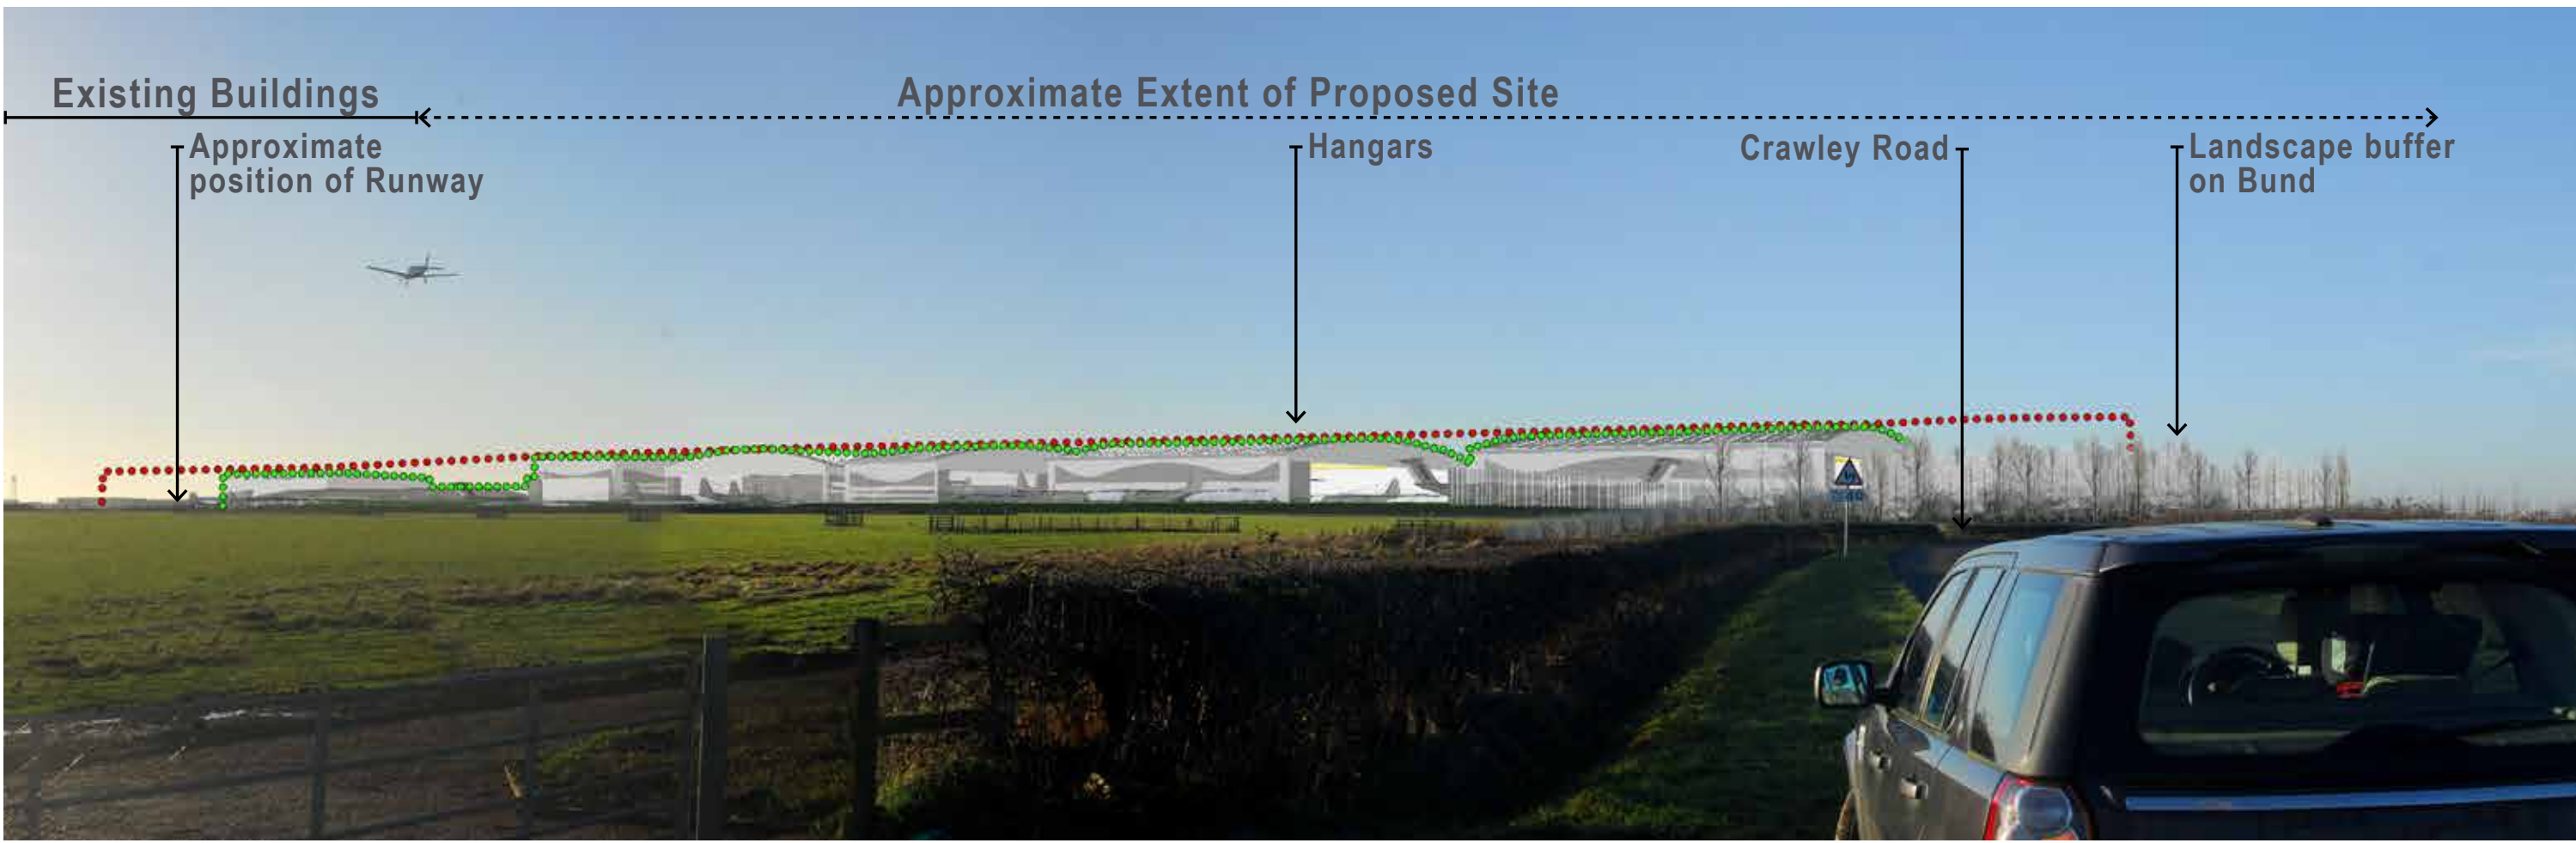 Existing Buildings
Approximate Extent of Proposed Site
Approximate
position of Runway
Hangars
Crawley Road
Landscape buffer
on Bund